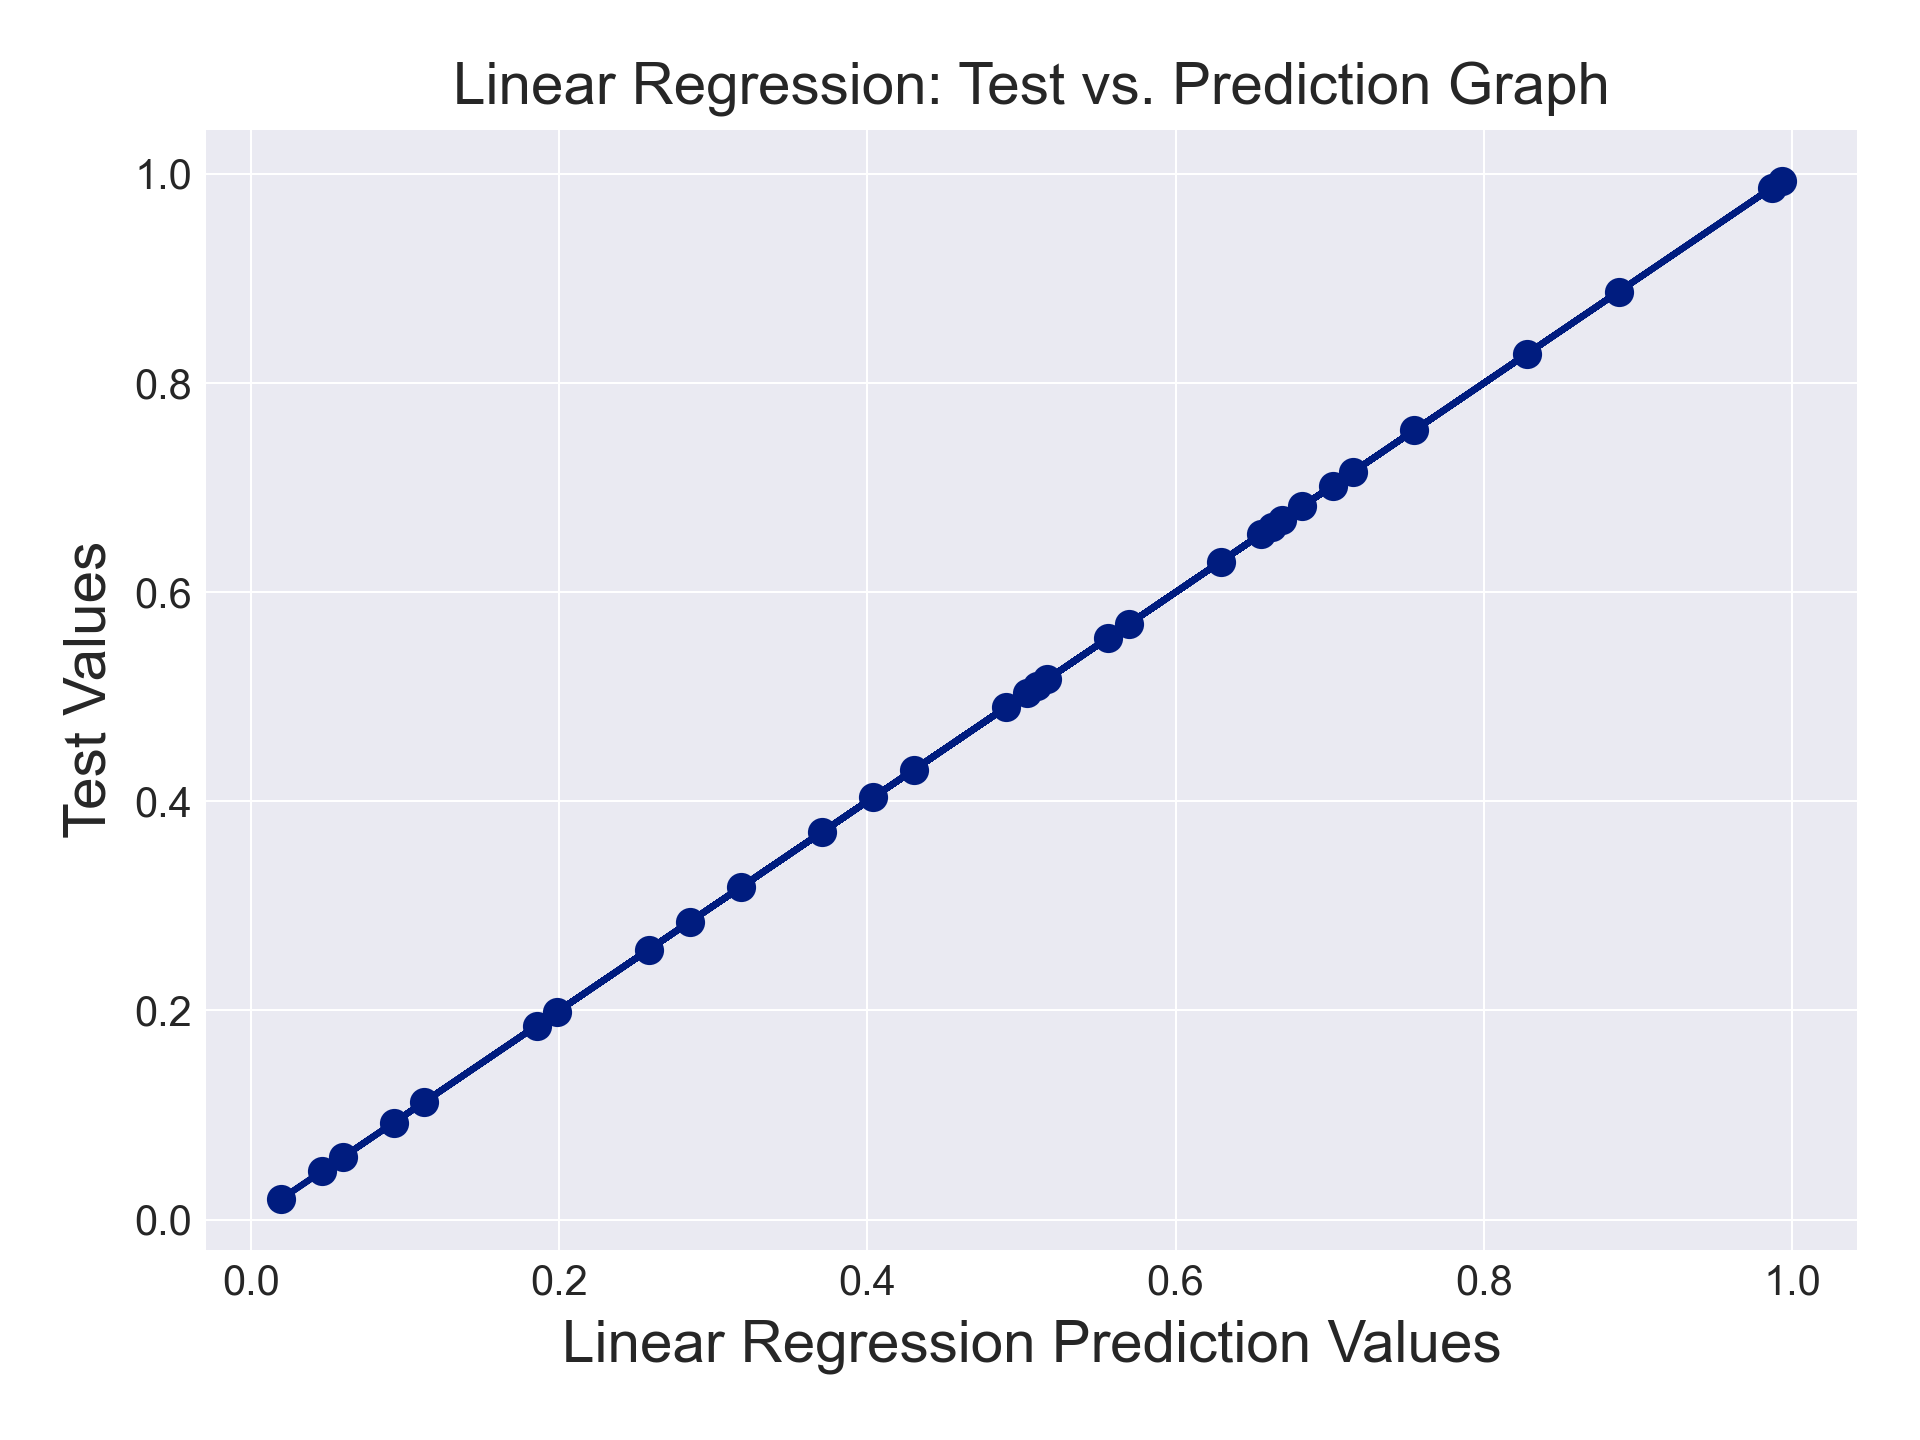 Linear Regression: Test vs. Prediction Graph
1.0
0.8
0.6
0.4
0.2
0.0
Test Values
0.0 0.2 0.4 0.6 0.8 1.0
Linear Regression Prediction Values